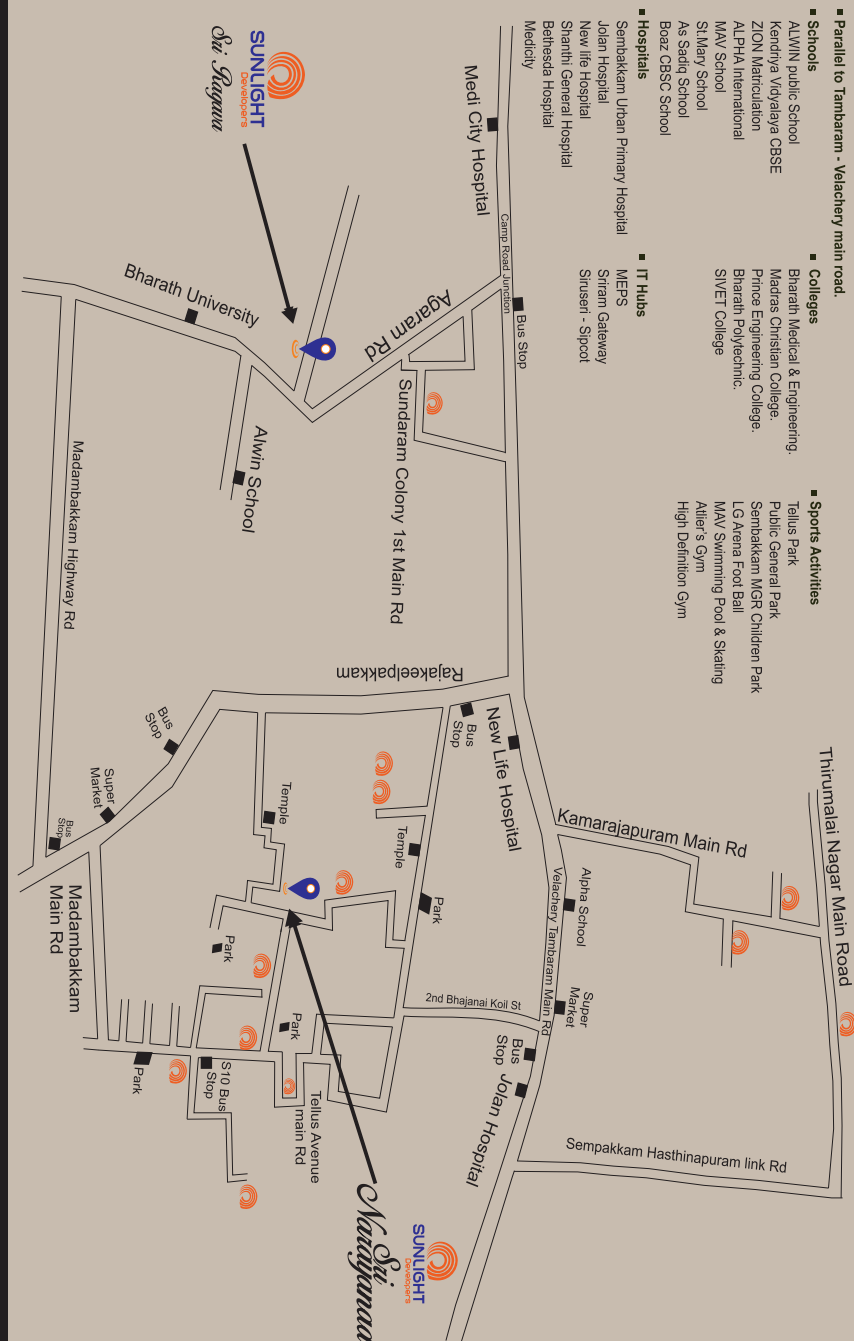 Parallel to Tambaram - Velachery main road.
Schools
ALWIN public School
Kendriya Vidyalaya CBSE
ZION Matriculation
ALPHA International
MAV School
St.Mary School
As Sadiq School
Boaz CBSC School
Colleges
Bharath Medical & Engineering.
Madras Christian College.
Prince Engineering College.
Bharath Polytechnic.
SIVET College
Sports Activities
Tellus Park
Public General Park
Sembakkam MGR Children Park
LG Arena Foot Ball
MAV Swimming Pool & Skating
Atlier's Gym
High Definition Gym
Hospitals
Sembakkam Urban Primary Hospital
Jolan Hospital
New life Hospital
Shanthi General Hospital
Bethesda Hospital
Medicity
IT Hubs
MEPS
Sriram Gateway
Siruseri - Sipcot
Thirumalai Nagar Main Road
Kamarajapuram Main Rd
Sempakkam Hasthinapuram link Rd
Medi City Hospital
Camp Road Junction
Bus Stop
Alpha School
Velachery Tambaram Main Rd
Super
Market
New Life Hospital
Bus
Stop
Bus
Stop
Jolan Hospital
2nd Bhajanai Koil St
Agaram Rd
Sundaram Colony 1st Main Rd
Rajakeelpakkam
Temple
Park
SUNLIGHT
Developers
Sri Ragava
Bharath University
Alwin School
Temple
Park
Park
Tellus Avenue
main Rd
SUNLIGHT
Developers
Sri
Narayanaa
Bus
Stop
Super
Market
Bus
Stop
S10 Bus
Stop
Park
Madambakkam Highway Rd
Madambakkam
Main Rd